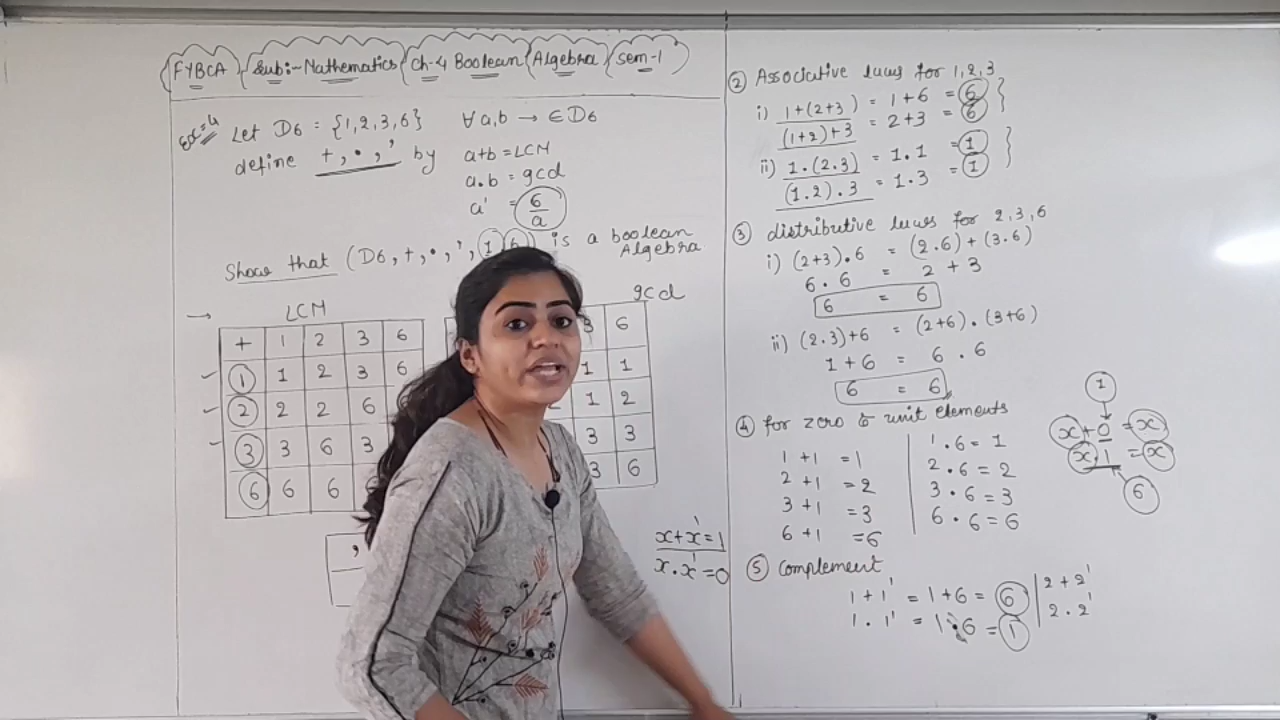 FYBCA Sub:- Mathematics Ch-4 Boolean Algebra Sem-1
Ex=4 Let D6 = {1,2,3,6} ∀ a,b → ∈ D6
define +, •, ' by a+b = LCM
a.b = gcd
a' = 6/a
Show that (D6, +, •, ', 1, 6) is a boolean
Algebra
→ LCM
+ 1 2 3 6
1 1 2 3 6
2 2 2 6
3 3 6 3
6 6 6
gcd
3 6
1 1
1 2
3 3
3 6
'
x+x'=1
x.x'=0
② Associative laws for 1,2,3
i) 1+(2+3) = 1+6 = 6
(1+2)+3 = 2+3 = 6
ii) 1.(2.3) = 1.1 = 1
(1.2).3 = 1.3 = 1
③ distributive laws for 2,3,6
i) (2+3).6 = (2.6)+(3.6)
6.6 = 2+3
6 = 6
ii) (2.3)+6 = (2+6).(3+6)
1+6 = 6.6
6 = 6
④ for zero & unit elements
1+1 =1
2+1 =2
3+1 =3
6+1 =6
1.6=1
2.6=2
3.6=3
6.6=6
1
x+0=x
x.1=x
6
⑤ Complement
1+1' = 1+6 = 6
1.1' = 1.6 = 1
2+2'
2.2'